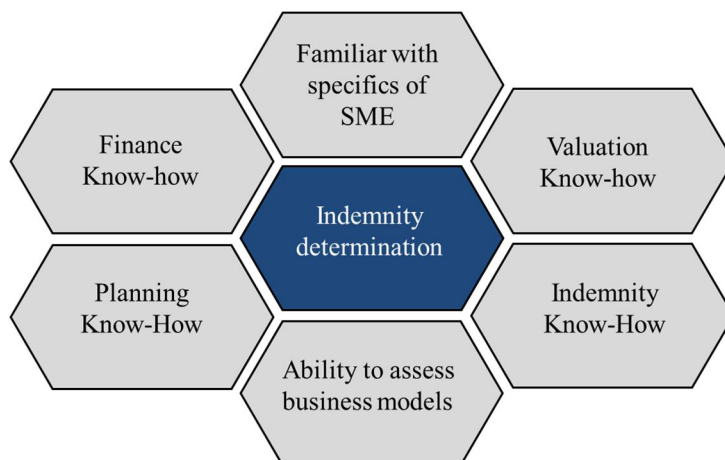 Familiar with
specifics of
SME
Finance
Know-how
Valuation
Know-how
Indemnity
determination
Planning
Know-How
Indemnity
Know-How
Ability to assess
business models